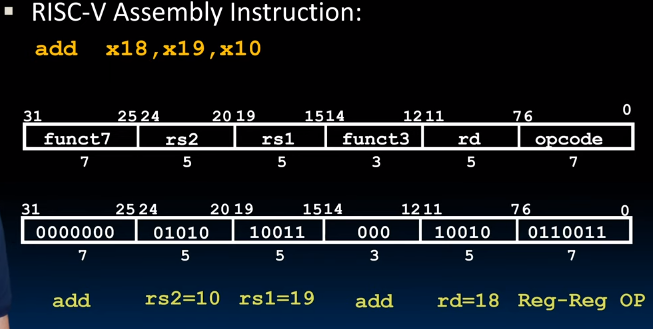 ▪ RISC-V Assembly Instruction:
add x18,x19,x10
31 25 24 20 19 15 14 12 11 7 6 0
funct7 rs2 rs1 funct3 rd opcode
7 5 5 3 5 7
31 25 24 20 19 15 14 12 11 7 6 0
0000000 01010 10011 000 10010 0110011
7 5 5 3 5 7
add rs2=10 rs1=19 add rd=18 Reg-Reg OP